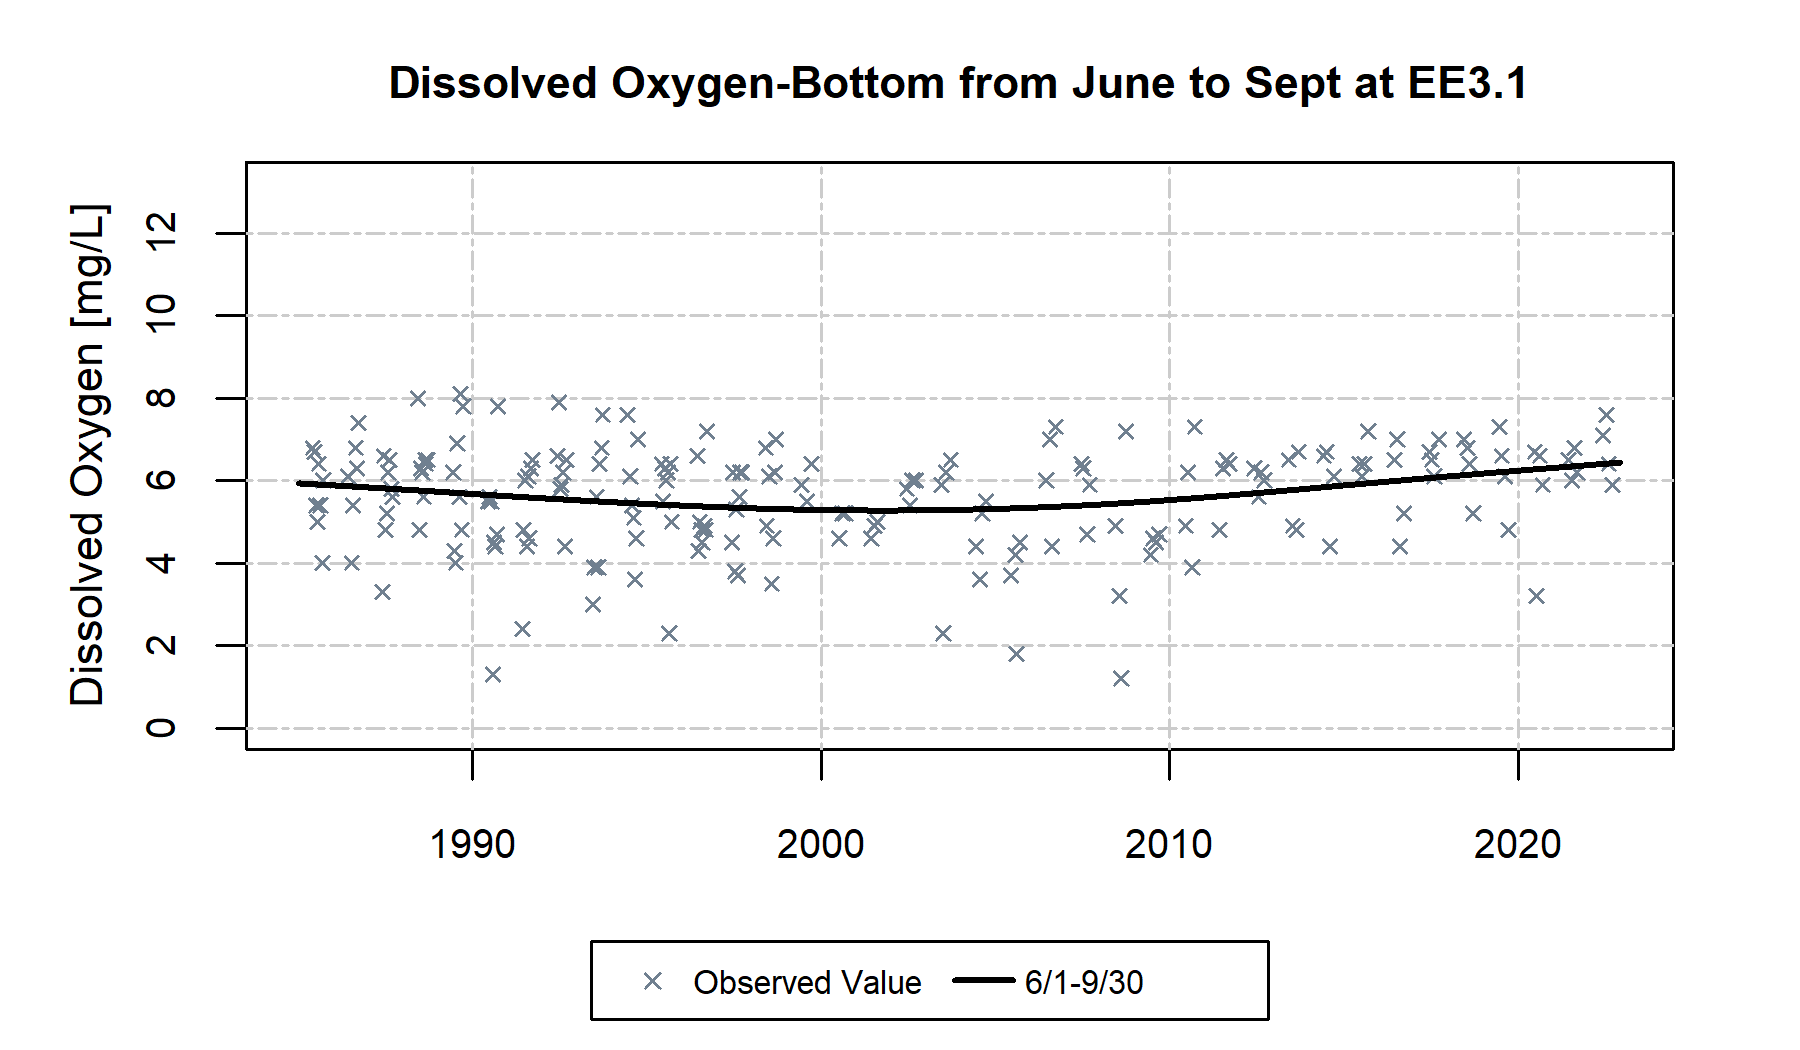 Dissolved Oxygen-Bottom from June to Sept at EE3.1
Dissolved Oxygen [mg/L]
12
10
8
6
4
2
0
1990 2000 2010 2020
Observed Value 6/1-9/30